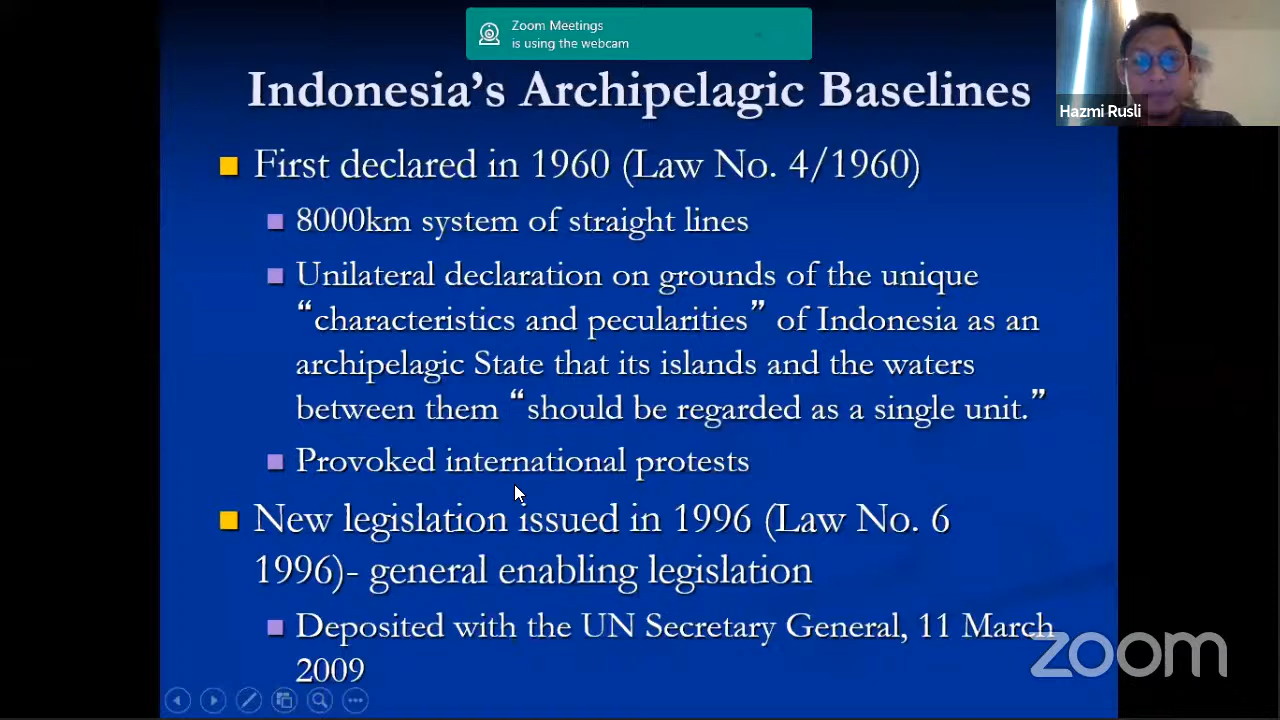 Zoom Meetings
is using the webcam
Indonesia’s Archipelagic Baselines
Hazmi Rusli
First declared in 1960 (Law No. 4/1960)
8000km system of straight lines
Unilateral declaration on grounds of the unique
“characteristics and pecularities” of Indonesia as an
archipelagic State that its islands and the waters
between them “should be regarded as a single unit.”
Provoked international protests
New legislation issued in 1996 (Law No. 6
1996)- general enabling legislation
Deposited with the UN Secretary General, 11 March
2009
zoom